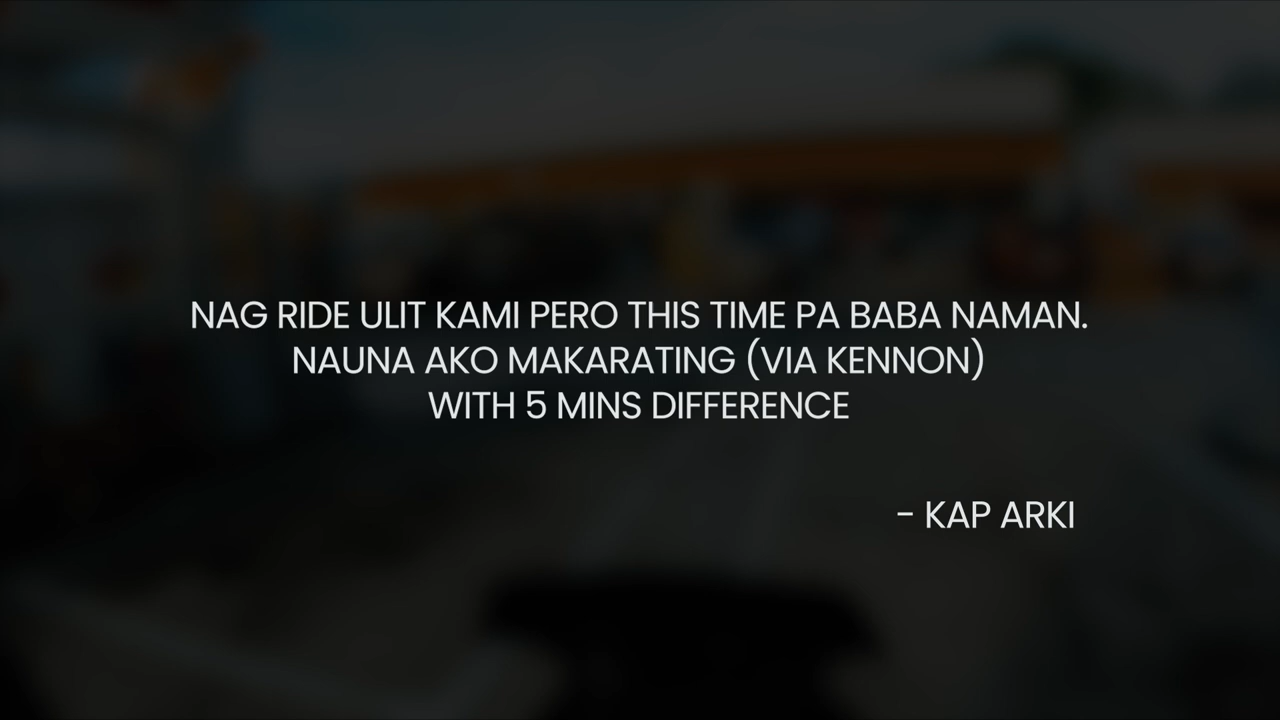 NAG RIDE ULIT KAMI PERO THIS TIME PA BABA NAMAN.
NAUNA AKO MAKARATING (VIA KENNON)
WITH 5 MINS DIFFERENCE
- KAP ARKI